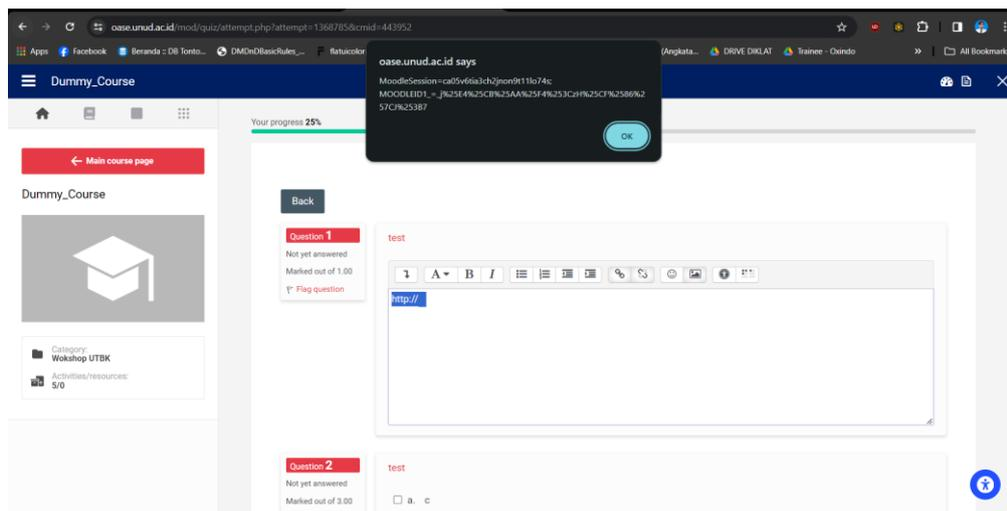 oase.unud.ac.id/mod/quiz/attempt.php?attempt=1368785&cmid=443952
Apps Facebook Beranda :: DB Tonto... DMDnDBasicRules_... flatuicolor (Angkata... DRIVE DIKLAT Trainee - Oxindo » All Bookmark
oase.unud.ac.id says
MoodleSession=ca05v6tia3ch2jnon9t11lo74s;
MOODLEID1_=_j%25E4%25CB%25AA%25F4%253CzH%25CF%2586%2
57CJ%253B7
OK
Dummy_Course
Your progress 25%
← Main course page
Dummy_Course
Category:
Wokshop UTBK
Activities/resources:
5/0
Back
Question 1
Not yet answered
Marked out of 1.00
Flag question
test
A B I
http://
Question 2
Not yet answered
Marked out of 3.00
test
a. c